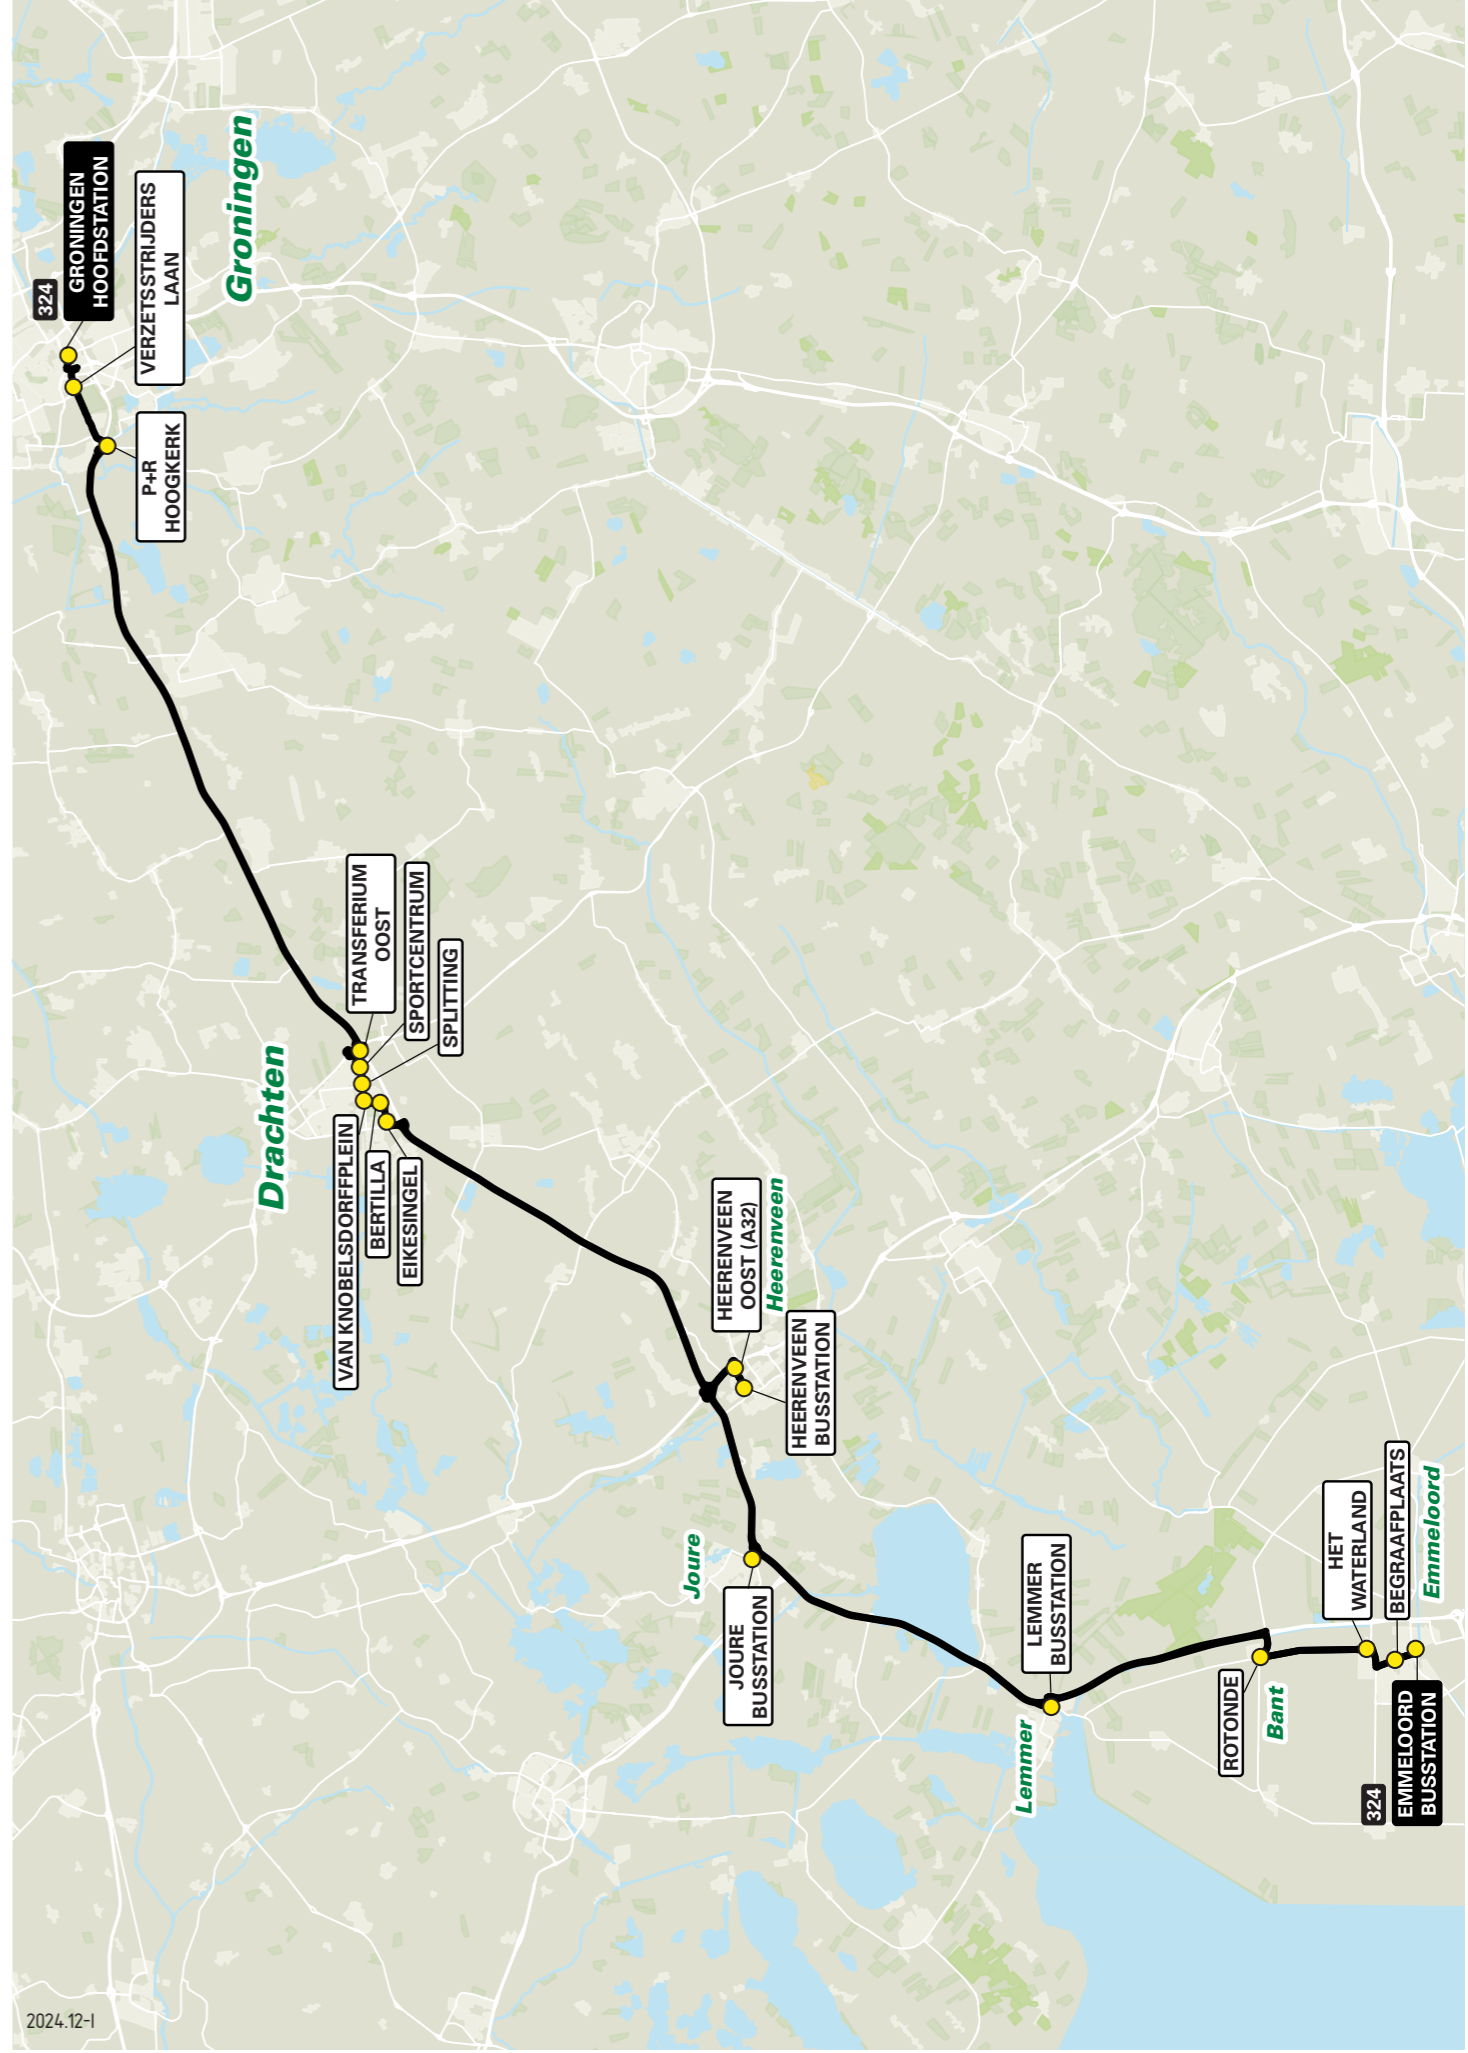 324
GRONINGEN
HOOFDSTATION
VERZETSSTRIJDERS
LAAN
Groningen
P+R
HOOGKERK
TRANSFERIUM
OOST
SPORTCENTRUM
SPLITTING
Drachten
VAN KNOBELSDORFFPLEIN
BERTILLA
EIKESINGEL
HEERENVEEN
OOST (A32)
Heerenveen
HEERENVEEN
BUSSTATION
Joure
JOURE
BUSSTATION
LEMMER
BUSSTATION
Lemmer
ROTONDE
Bant
HET
WATERLAND
BEGRAAFPLAATS
Emmeloord
324
EMMELOORD
BUSSTATION
2024.12-I